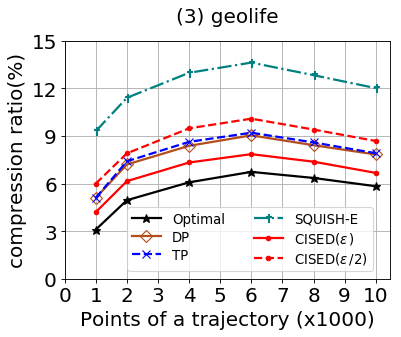 (3) geolife
compression ratio(%)
15
12
9
6
3
0
Optimal
DP
TP
SQUISH-E
CISED(ε)
CISED(ε/2)
0 1 2 3 4 5 6 7 8 9 10
Points of a trajectory (x1000)